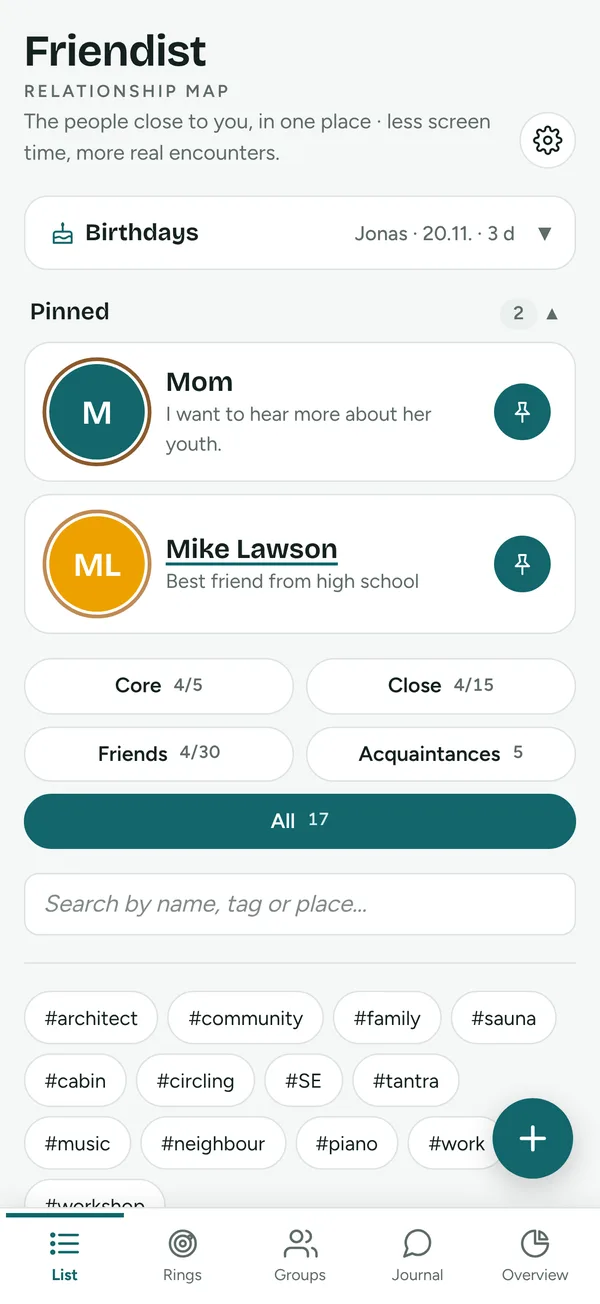 Friendist
RELATIONSHIP MAP
The people close to you, in one place · less screen
time, more real encounters.
Birthdays Jonas · 20.11. · 3 d ▼
Pinned 2 ▲
M
Mom
I want to hear more about her
youth.
ML
Mike Lawson
Best friend from high school
Core 4/5 Close 4/15
Friends 4/30 Acquaintances 5
All 17
Search by name, tag or place...
#architect #community #family #sauna
#cabin #circling #SE #tantra
#music #neighbour #piano #work
#workshop
List Rings Groups Journal Overview